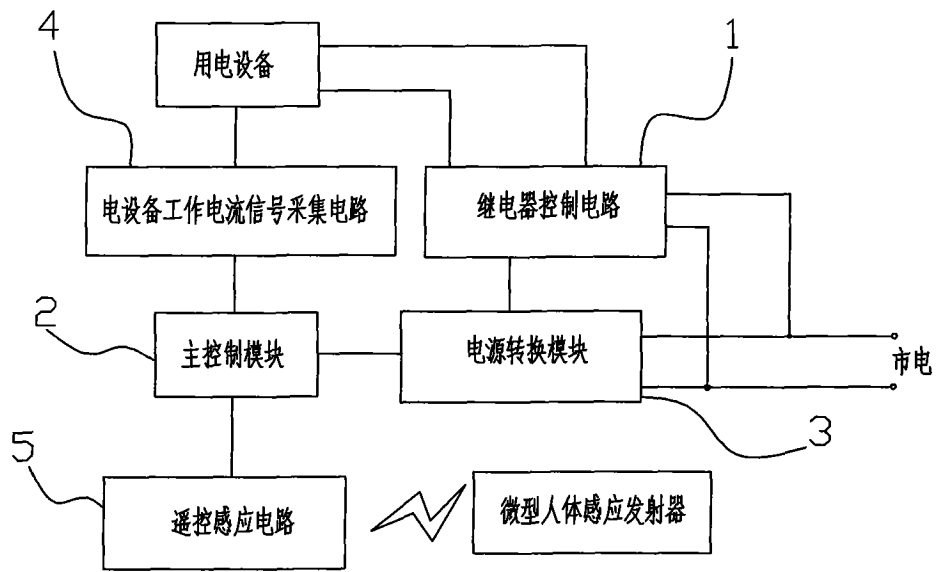 4
用电设备
1
电设备工作电流信号采集电路
继电器控制电路
2
主控制模块
电源转换模块
市电
3
5
遥控感应电路
微型人体感应发射器